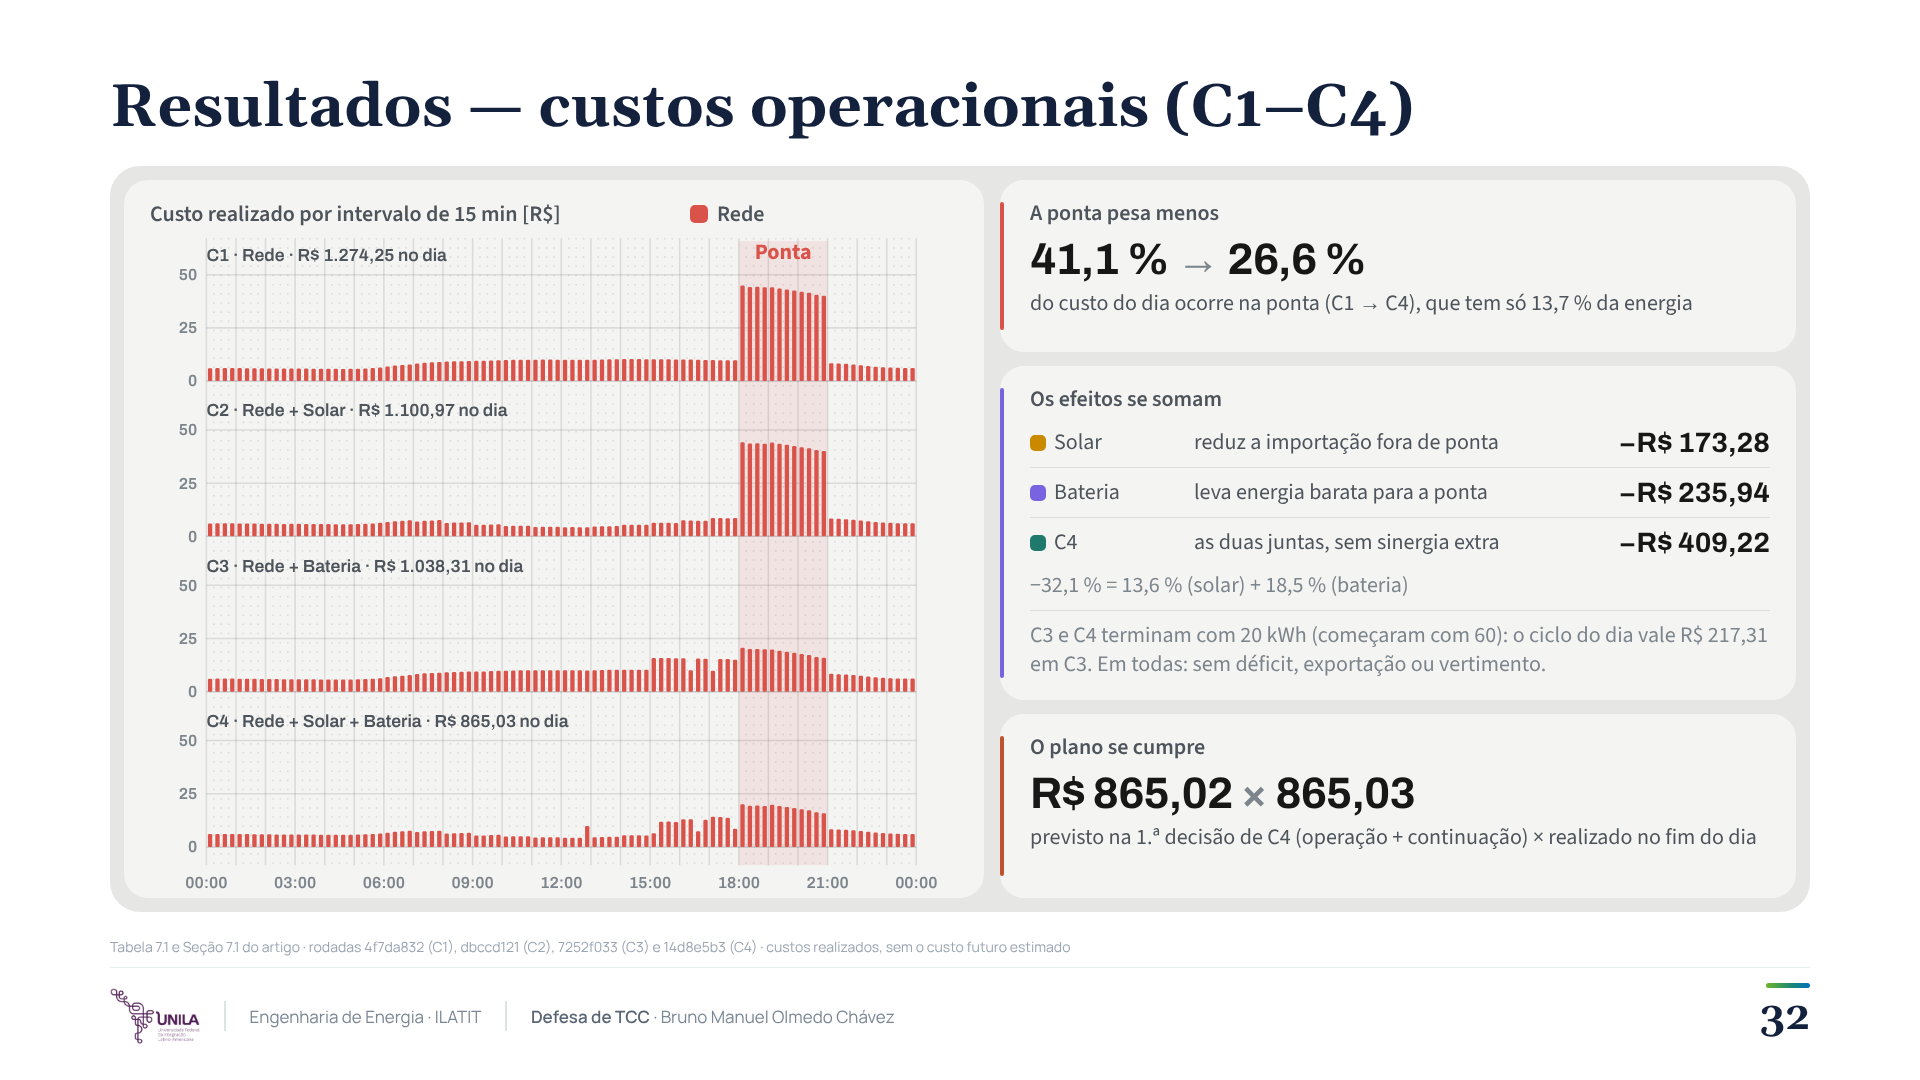 Resultados — custos operacionais (C1–C4)
Custo realizado por intervalo de 15 min [R$]
Rede
C1 · Rede · R$ 1.274,25 no dia
Ponta
50
25
0
C2 · Rede + Solar · R$ 1.100,97 no dia
50
25
0
C3 · Rede + Bateria · R$ 1.038,31 no dia
50
25
0
C4 · Rede + Solar + Bateria · R$ 865,03 no dia
50
25
0
00:00 03:00 06:00 09:00 12:00 15:00 18:00 21:00 00:00
A ponta pesa menos
41,1 % → 26,6 %
do custo do dia ocorre na ponta (C1 → C4), que tem só 13,7 % da energia
Os efeitos se somam
Solar reduz a importação fora de ponta −R$ 173,28
Bateria leva energia barata para a ponta −R$ 235,94
C4 as duas juntas, sem sinergia extra −R$ 409,22
−32,1 % = 13,6 % (solar) + 18,5 % (bateria)
C3 e C4 terminam com 20 kWh (começaram com 60): o ciclo do dia vale R$ 217,31
em C3. Em todas: sem déficit, exportação ou vertimento.
O plano se cumpre
R$ 865,02 × 865,03
previsto na 1.ª decisão de C4 (operação + continuação) × realizado no fim do dia
Tabela 7.1 e Seção 7.1 do artigo · rodadas 4f7da832 (C1), dbccd121 (C2), 7252f033 (C3) e 14d8e5b3 (C4) · custos realizados, sem o custo futuro estimado
UNILA
Engenharia de Energia · ILATIT
Defesa de TCC · Bruno Manuel Olmedo Chávez
32